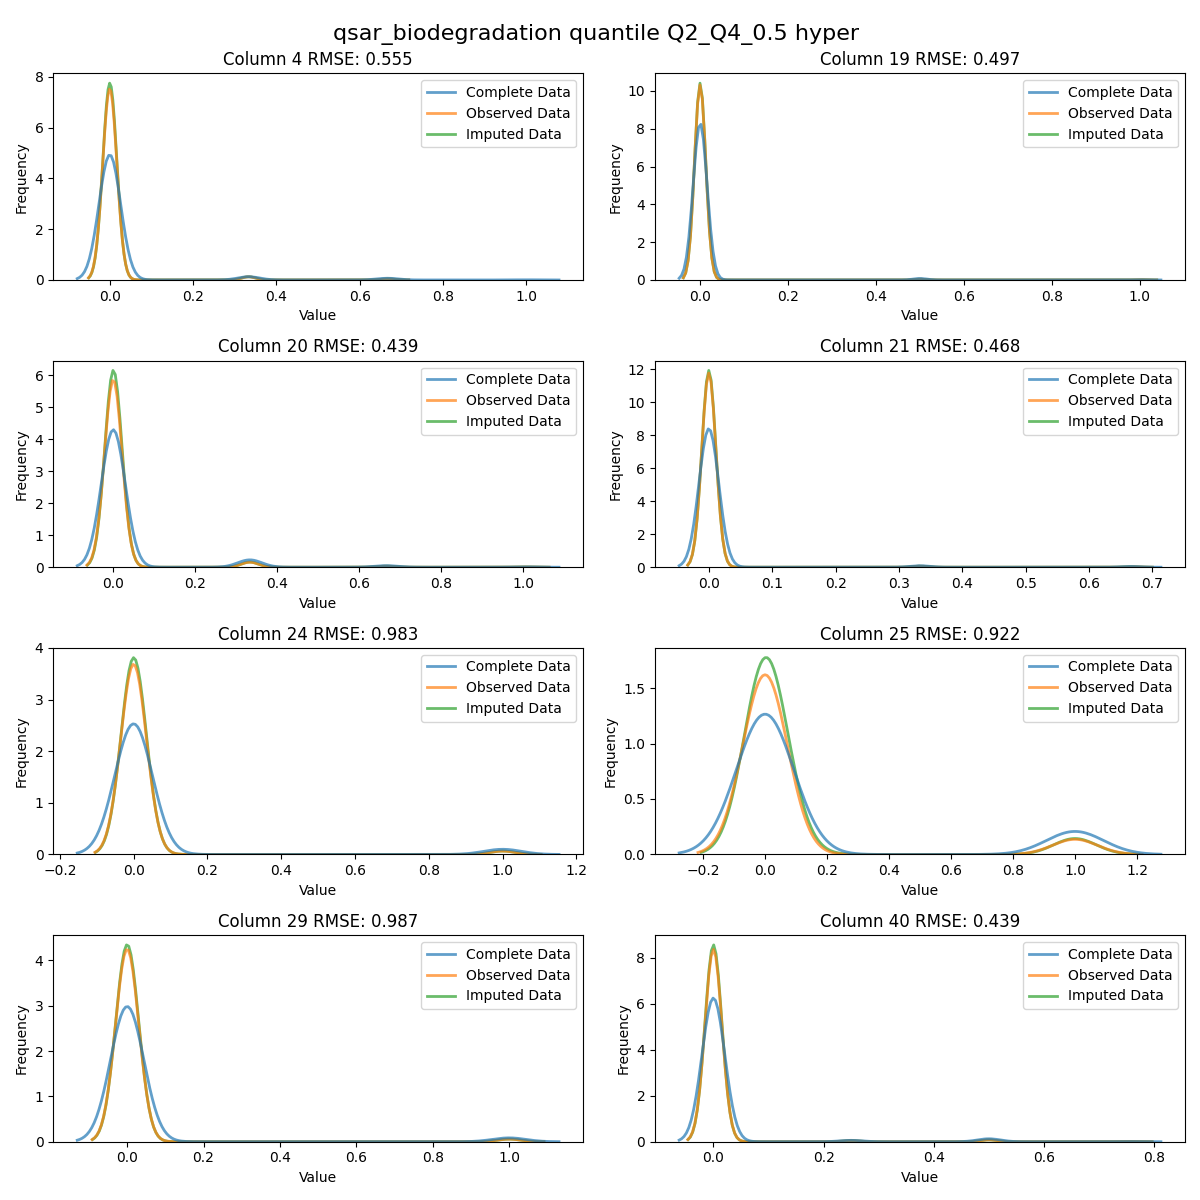 qsar_biodegradation quantile Q2_Q4_0.5 hyper
Column 4 RMSE: 0.555
8
6
4
2
0
Frequency
0.0 0.2 0.4 0.6 0.8 1.0
Value
Complete Data
Observed Data
Imputed Data
Column 19 RMSE: 0.497
10
8
6
4
2
0
Frequency
0.0 0.2 0.4 0.6 0.8 1.0
Value
Complete Data
Observed Data
Imputed Data
Column 20 RMSE: 0.439
6
5
4
3
2
1
0
Frequency
0.0 0.2 0.4 0.6 0.8 1.0
Value
Complete Data
Observed Data
Imputed Data
Column 21 RMSE: 0.468
12
10
8
6
4
2
0
Frequency
0.0 0.1 0.2 0.3 0.4 0.5 0.6 0.7
Value
Complete Data
Observed Data
Imputed Data
Column 24 RMSE: 0.983
4
3
2
1
0
Frequency
−0.2 0.0 0.2 0.4 0.6 0.8 1.0 1.2
Value
Complete Data
Observed Data
Imputed Data
Column 25 RMSE: 0.922
1.5
1.0
0.5
0.0
Frequency
−0.2 0.0 0.2 0.4 0.6 0.8 1.0 1.2
Value
Complete Data
Observed Data
Imputed Data
Column 29 RMSE: 0.987
4
3
2
1
0
Frequency
0.0 0.2 0.4 0.6 0.8 1.0
Value
Complete Data
Observed Data
Imputed Data
Column 40 RMSE: 0.439
8
6
4
2
0
Frequency
0.0 0.2 0.4 0.6 0.8
Value
Complete Data
Observed Data
Imputed Data